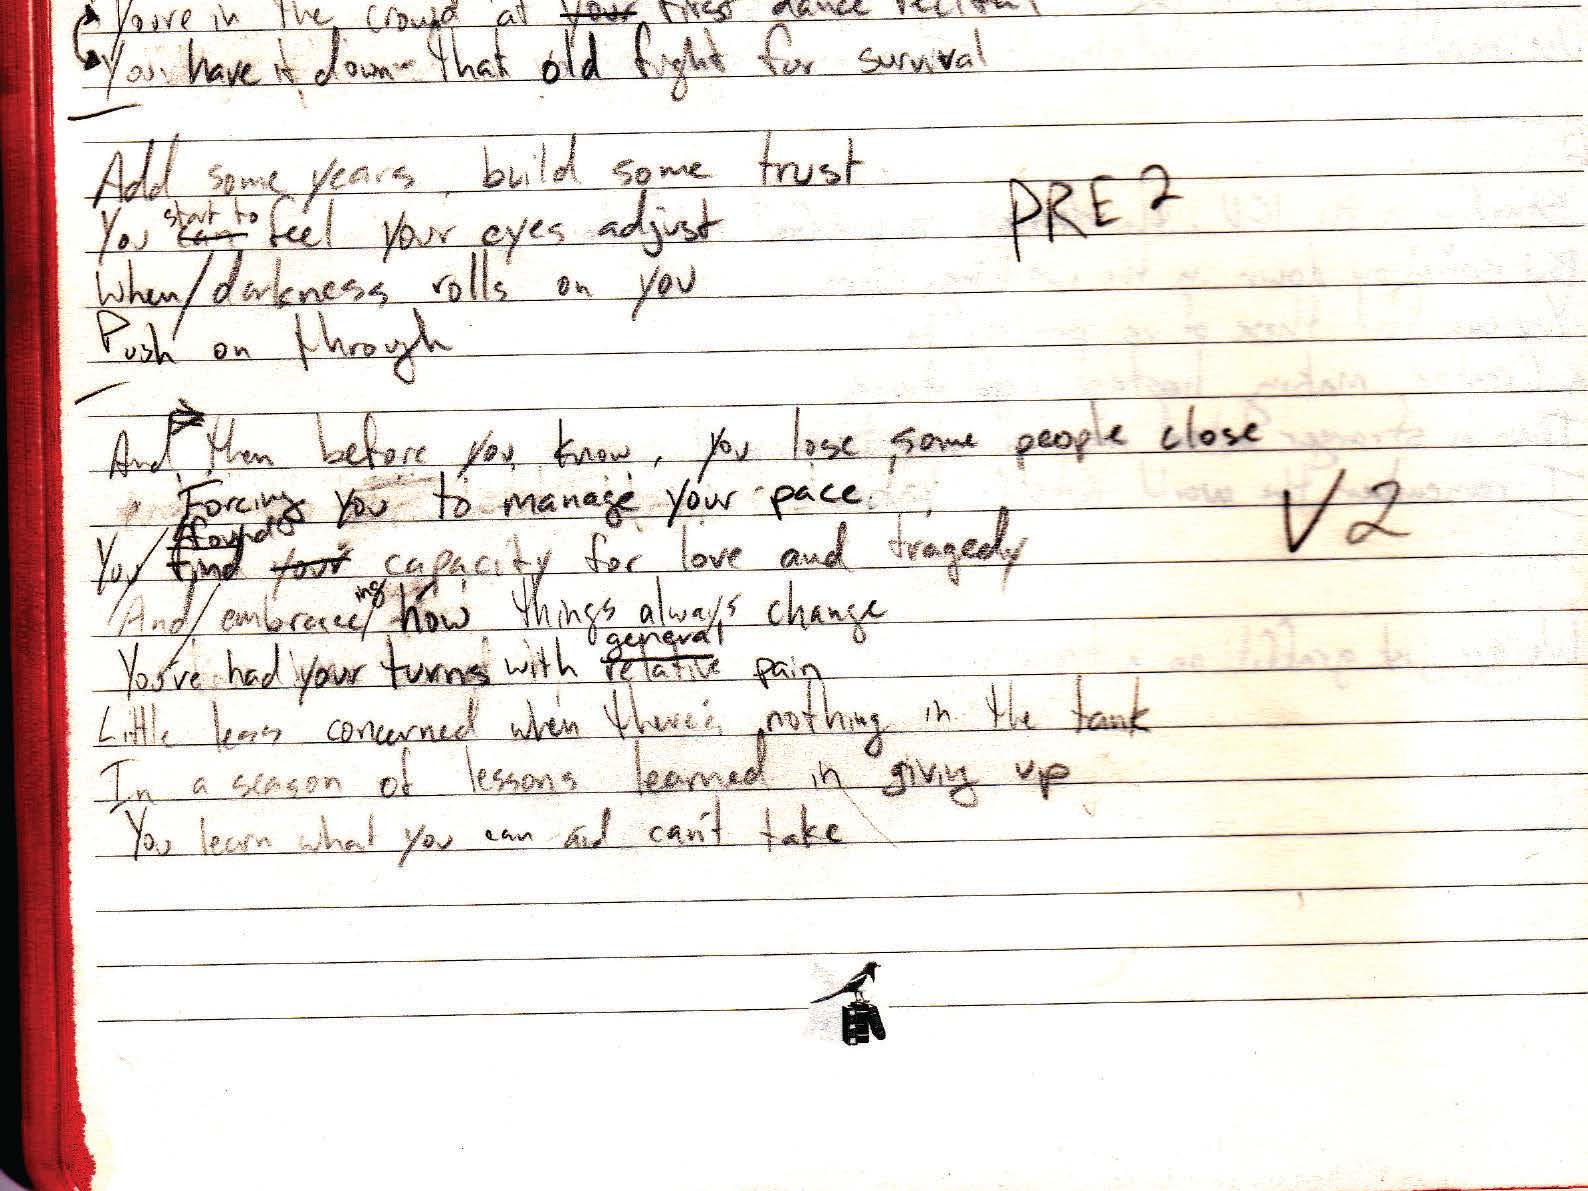 You're in the crowd at your first dance recital
You have it down that old fight for survival
Add some years, build some trust
PRE 2
start to
You can feel your eyes adjust
When darkness rolls on you
Push on through
And then before you know, you lose some people close
Forcing you to manage your pace
V2
found
You find your capacity for love and tragedy
And embraceing how things always change
general
You've had your turns with relative pain
Little less concerned when there's nothing in the tank
In a season of lessons learned in giving up
You learn what you can and can't take